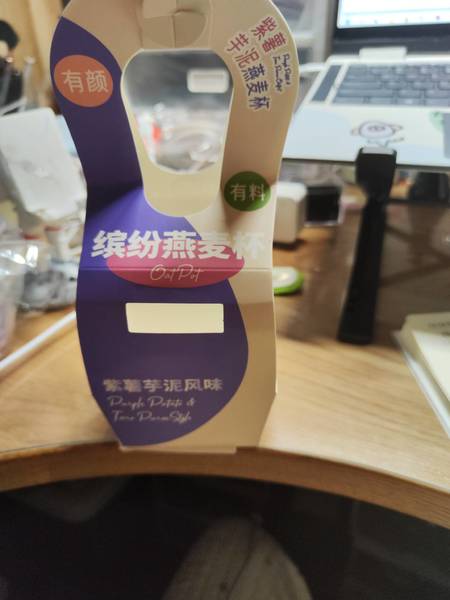 有颜
紫薯
芋泥燕麦杯
有料
缤纷燕麦杯
Oat Pot
紫薯芋泥风味
Purple Potato &
Taro Puree Style